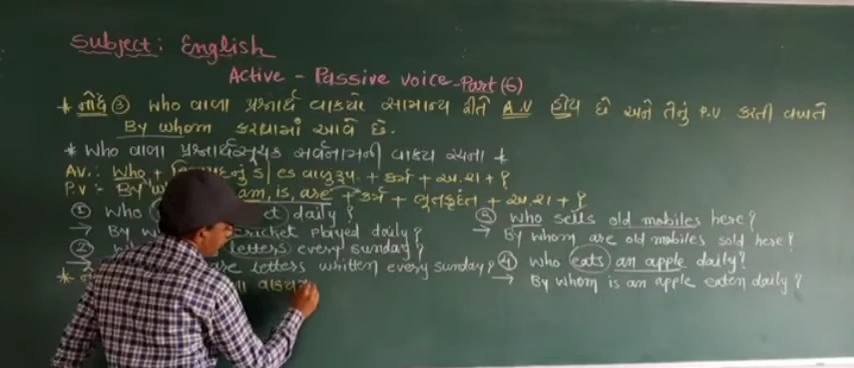 Subject: English
Active - Passive voice - Part (6)
* નોંધ ③ Who વાળા પ્રશ્નાર્થ વાક્યો સામાન્ય રીતે A.V હોય છે અને તેનું P.V કરતી વખતે
By whom કરવામાં આવે છે.
* Who વાળા પ્રશ્નાર્થસૂચક સર્વનામની વાક્ય રચના *
AV.: Who + ક્રિયાપદનું s/es વાળુરૂપ. + કર્મ + અ.શા + ?
P.V :- By am, is, are + કર્મ + ભૂતકૃદંત + અ.શા + ?
① Who daily?
→ By cricket played daily?
② letters every sunday?
are letters written every sunday?
* વાળા
③ Who sells old mobiles here?
→ By whom are old mobiles sold here?
④ Who eats an apple daily?
→ By whom is an apple eaten daily?